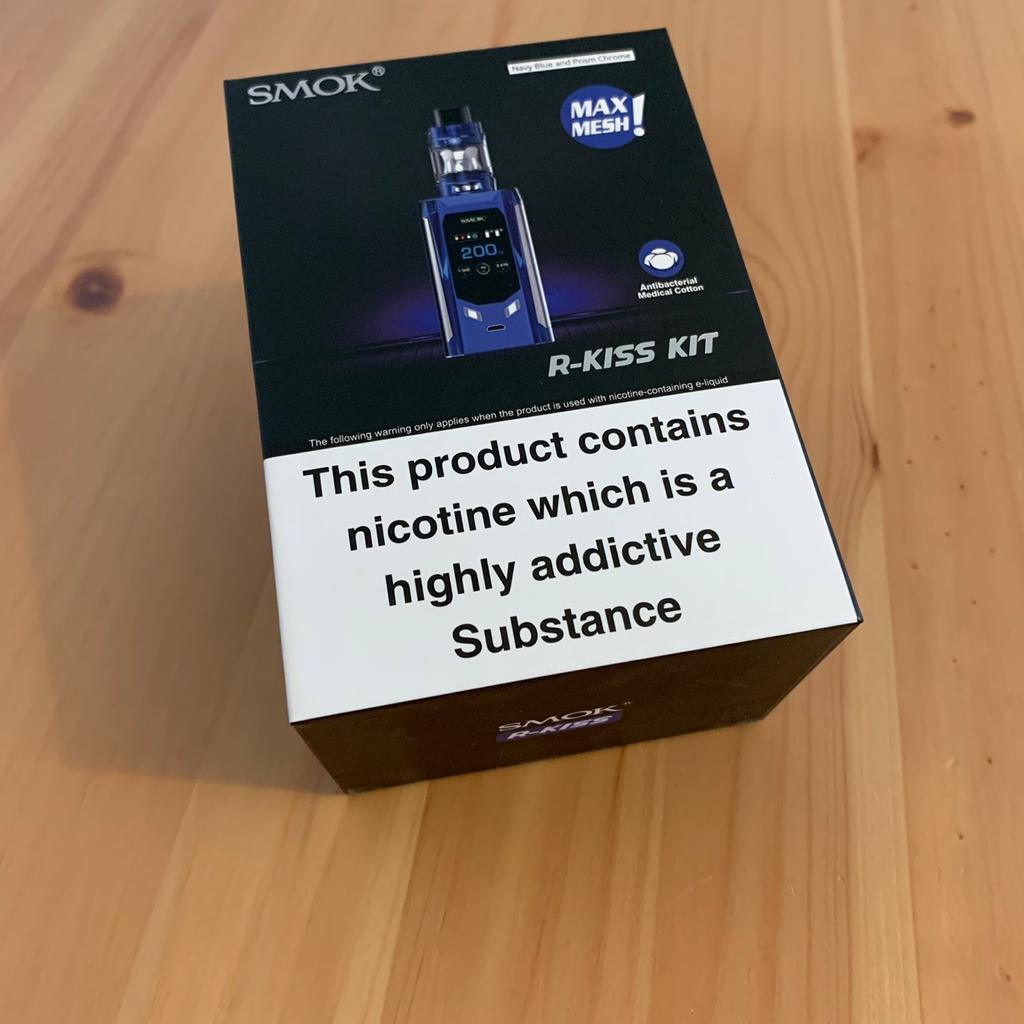 SMOK®
Navy Blue and Prism Chrome
MAX
MESH!
SMOK
200
Antibacterial
Medical Cotton
R-KISS KIT
The following warning only applies when the product is used with nicotine-containing e-liquid
This product contains
nicotine which is a
highly addictive
Substance
SMOK®
R-KISS